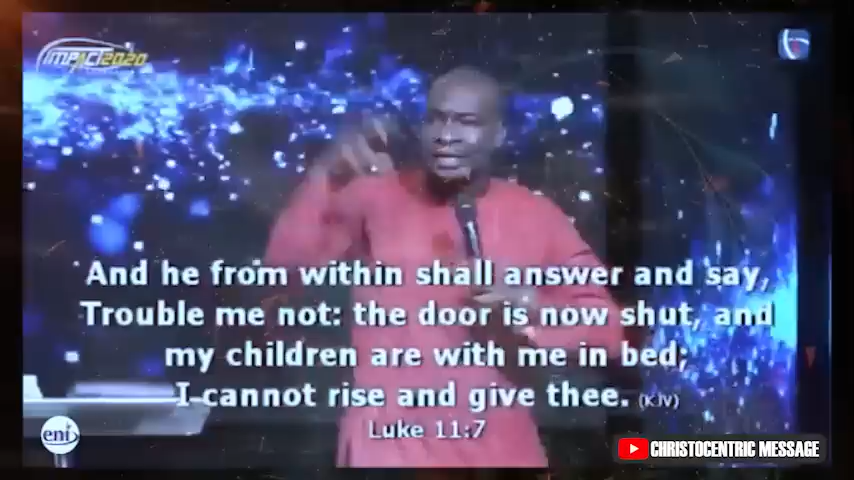 IMPACT2020
And he from within shall answer and say,
Trouble me not: the door is now shut, and
my children are with me in bed;
I cannot rise and give thee. (KJV)
Luke 11:7
eni
CHRISTOCENTRIC MESSAGE